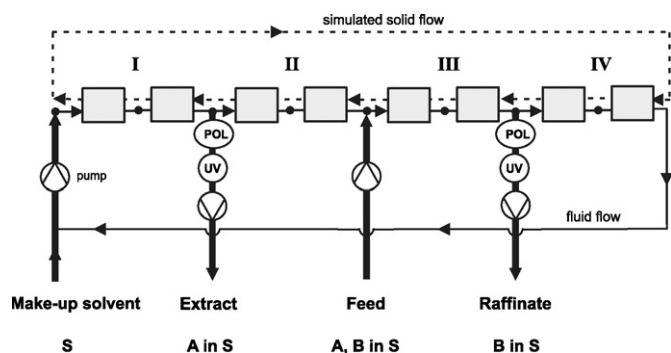 simulated solid flow
I II III IV
POL POL
UV UV
pump
fluid flow
Make-up solvent Extract Feed Raffinate
S A in S A, B in S B in S